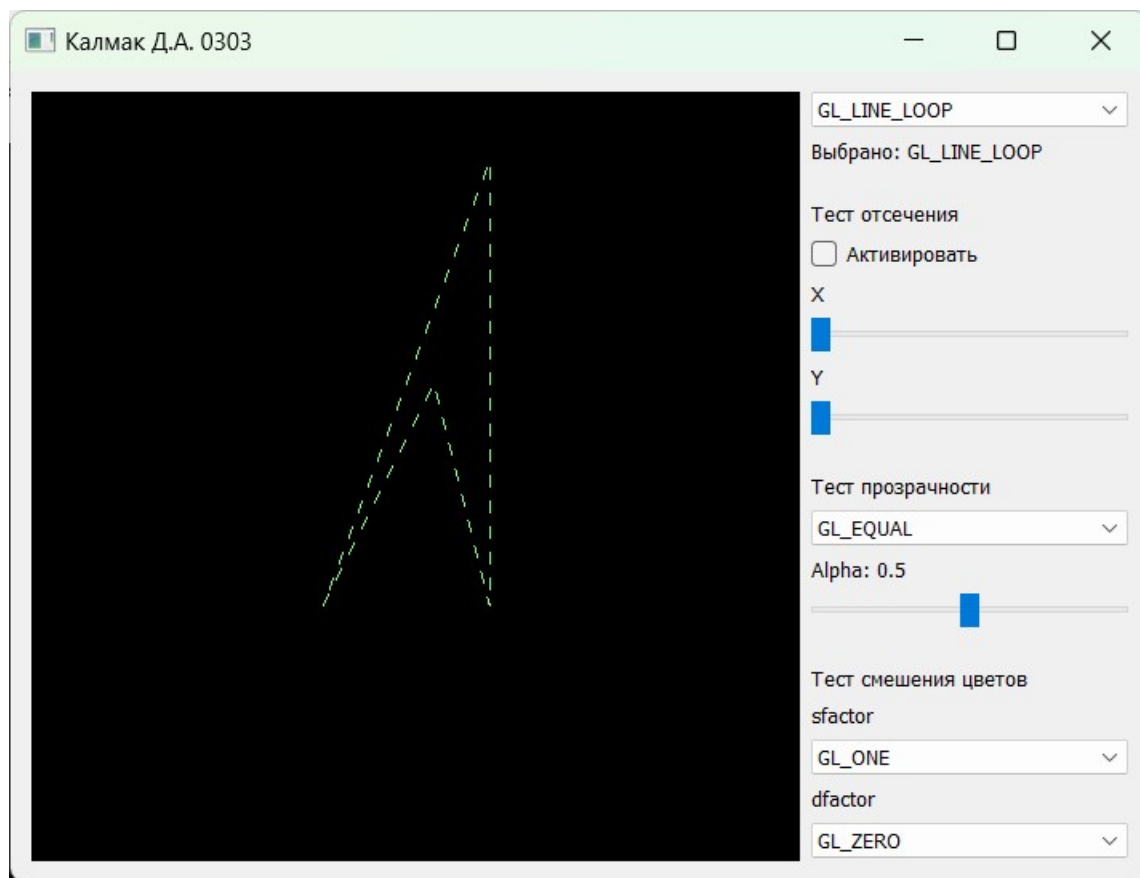 Калмак Д.А. 0303
GL_LINE_LOOP
Выбрано: GL_LINE_LOOP
Тест отсечения
Активировать
X
Y
Тест прозрачности
GL_EQUAL
Alpha: 0.5
Тест смешения цветов
sfactor
GL_ONE
dfactor
GL_ZERO